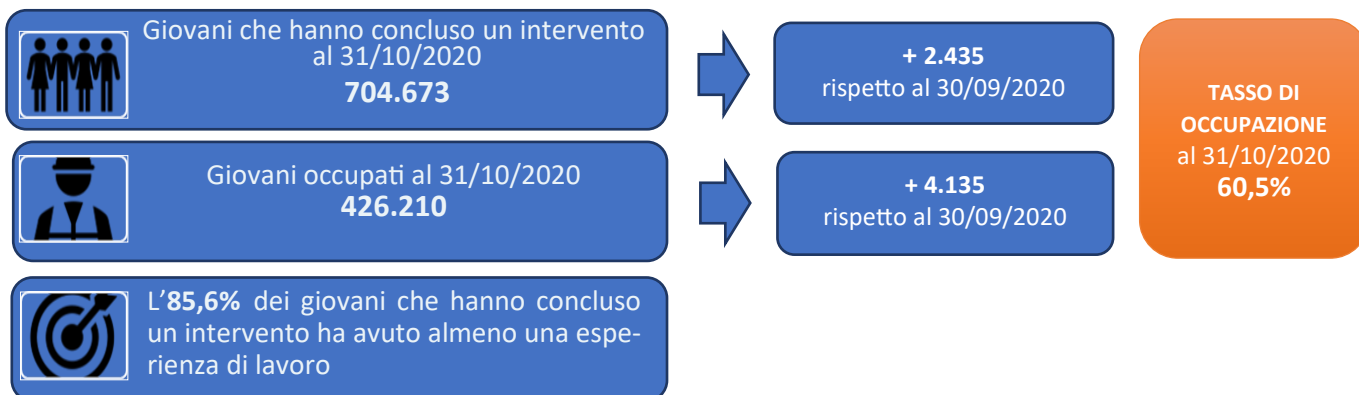 Giovani che hanno concluso un intervento
al 31/10/2020
704.673
+ 2.435
rispetto al 30/09/2020
Giovani occupati al 31/10/2020
426.210
+ 4.135
rispetto al 30/09/2020
TASSO DI
OCCUPAZIONE
al 31/10/2020
60,5%
L'85,6% dei giovani che hanno concluso
un intervento ha avuto almeno una espe-
rienza di lavoro